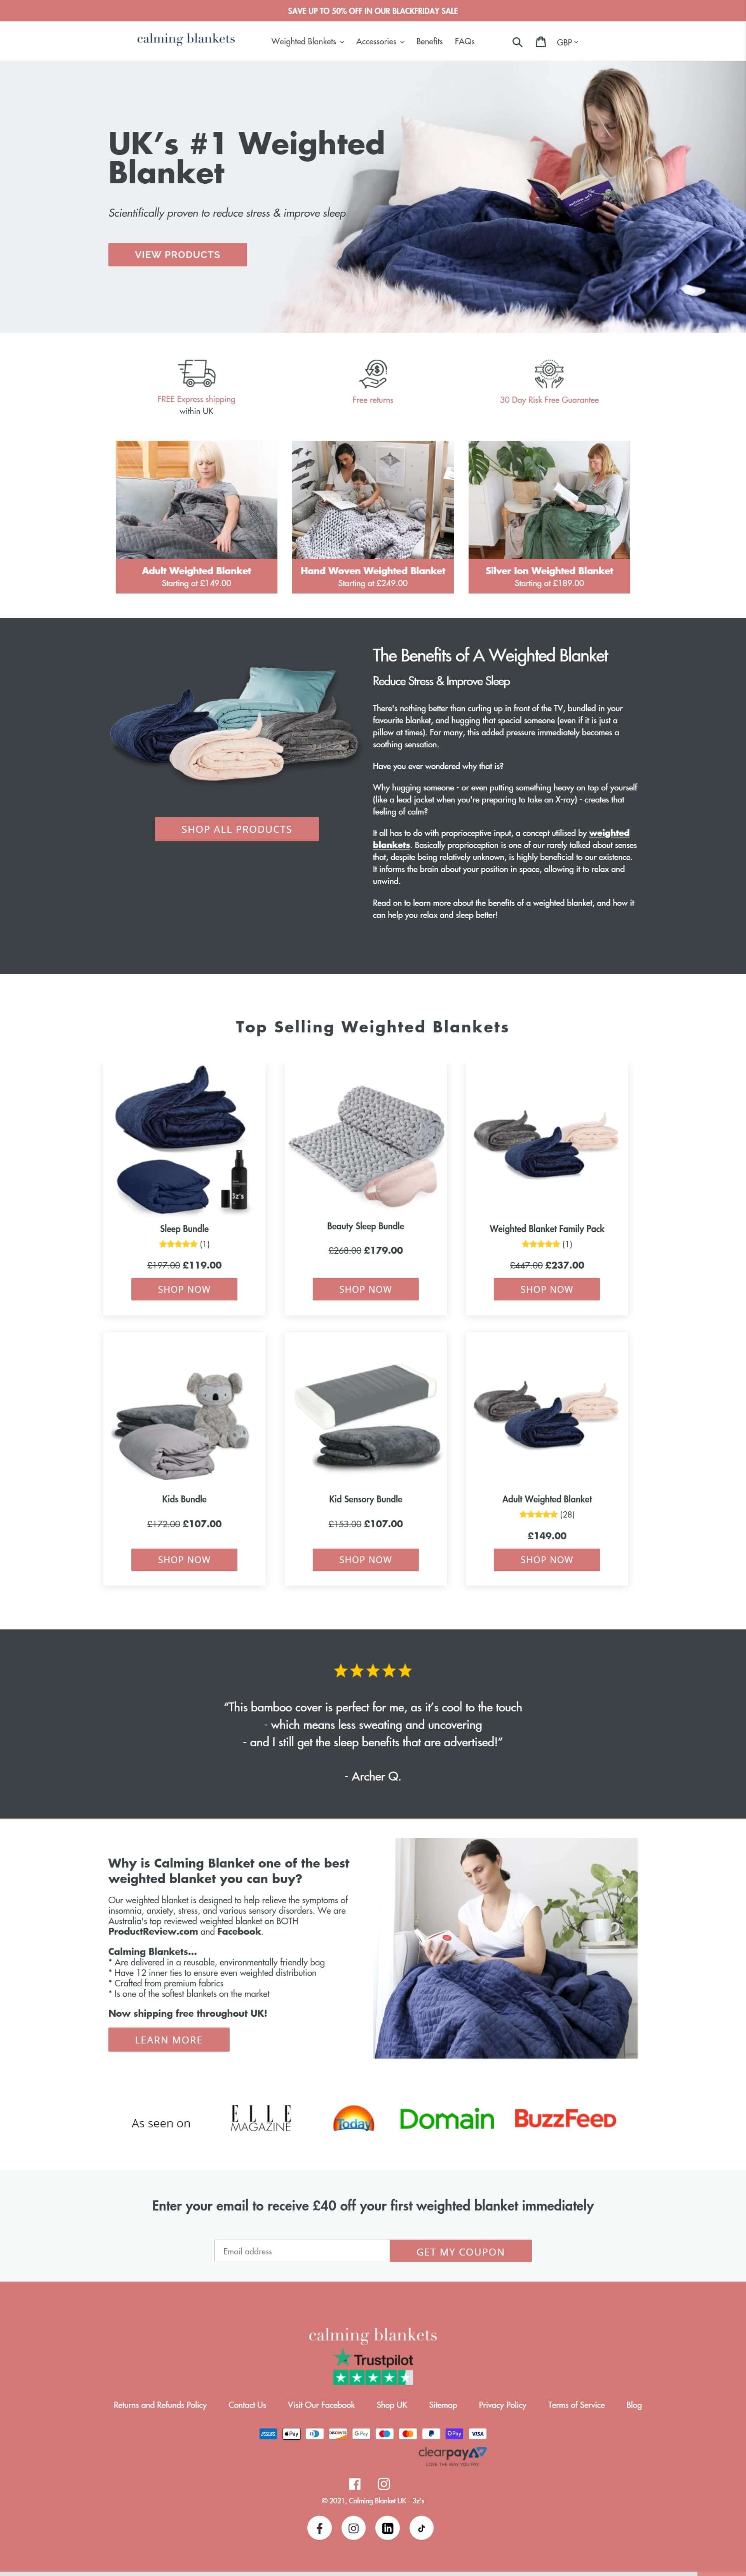 SAVE UP TO 50% OFF IN OUR BLACKFRIDAY SALE
calming blankets
Weighted Blankets
Accessories
Benefits
FAQs
GBP
UK's #1 Weighted
Blanket
Scientifically proven to reduce stress & improve sleep
VIEW PRODUCTS
FREE Express shipping
within UK
Free returns
30 Day Risk Free Guarantee
Adult Weighted Blanket
Starting at £149.00
Hand Woven Weighted Blanket
Starting at £249.00
Silver Ion Weighted Blanket
Starting at £189.00
SHOP ALL PRODUCTS
The Benefits of A Weighted Blanket
Reduce Stress & Improve Sleep
There's nothing better than curling up in front of the TV, bundled in your
favourite blanket, and hugging that special someone (even if it is just a
pillow at times). For many, this added pressure immediately becomes a
soothing sensation.
Have you ever wondered why that is?
Why hugging someone - or even putting something heavy on top of yourself
(like a lead jacket when you're preparing to take an X-ray) - creates that
feeling of calm?
It all has to do with proprioceptive input, a concept utilised by weighted
blankets. Basically proprioception is one of our rarely talked about senses
that, despite being relatively unknown, is highly beneficial to our existence.
It informs the brain about your position in space, allowing it to relax and
unwind.
Read on to learn more about the benefits of a weighted blanket, and how it
can help you relax and sleep better!
Top Selling Weighted Blankets
3z's
Sleep Bundle
(1)
£197.00 £119.00
SHOP NOW
Beauty Sleep Bundle
£268.00 £179.00
SHOP NOW
Weighted Blanket Family Pack
(1)
£447.00 £237.00
SHOP NOW
Kids Bundle
£172.00 £107.00
SHOP NOW
Kid Sensory Bundle
£153.00 £107.00
SHOP NOW
Adult Weighted Blanket
(28)
£149.00
SHOP NOW
"This bamboo cover is perfect for me, as it's cool to the touch
- which means less sweating and uncovering
- and I still get the sleep benefits that are advertised!"
- Archer Q.
Why is Calming Blanket one of the best
weighted blanket you can buy?
Our weighted blanket is designed to help relieve the symptoms of
insomnia, anxiety, stress, and various sensory disorders. We are
Australia's top reviewed weighted blanket on BOTH
ProductReview.com and Facebook.
Calming Blankets...
* Are delivered in a reusable, environmentally friendly bag
* Have 12 inner ties to ensure even weighted distribution
* Crafted from premium fabrics
* Is one of the softest blankets on the market
Now shipping free throughout UK!
LEARN MORE
As seen on
ELLE
MAGAZINE
Today
Domain
BuzzFeed
Enter your email to receive £40 off your first weighted blanket immediately
Email address
GET MY COUPON
calming blankets
Trustpilot
Returns and Refunds Policy
Contact Us
Visit Our Facebook
Shop UK
Sitemap
Privacy Policy
Terms of Service
Blog
Pay
DISCOVER
G Pay
Pay
VISA
clearpay
LOVE THE WAY YOU PAY
© 2021, Calming Blanket UK · 3z's